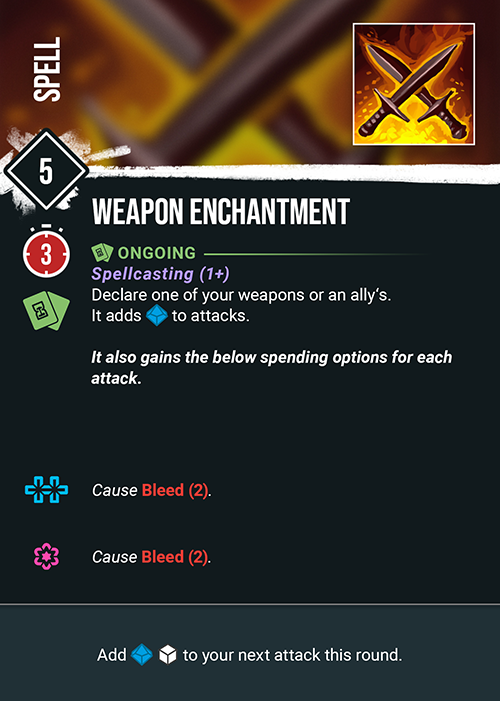 SPELL
5
WEAPON ENCHANTMENT
3
ONGOING
Spellcasting (1+)
Declare one of your weapons or an ally's.
It adds to attacks.
It also gains the below spending options for each
attack.
Cause Bleed (2).
Cause Bleed (2).
Add to your next attack this round.